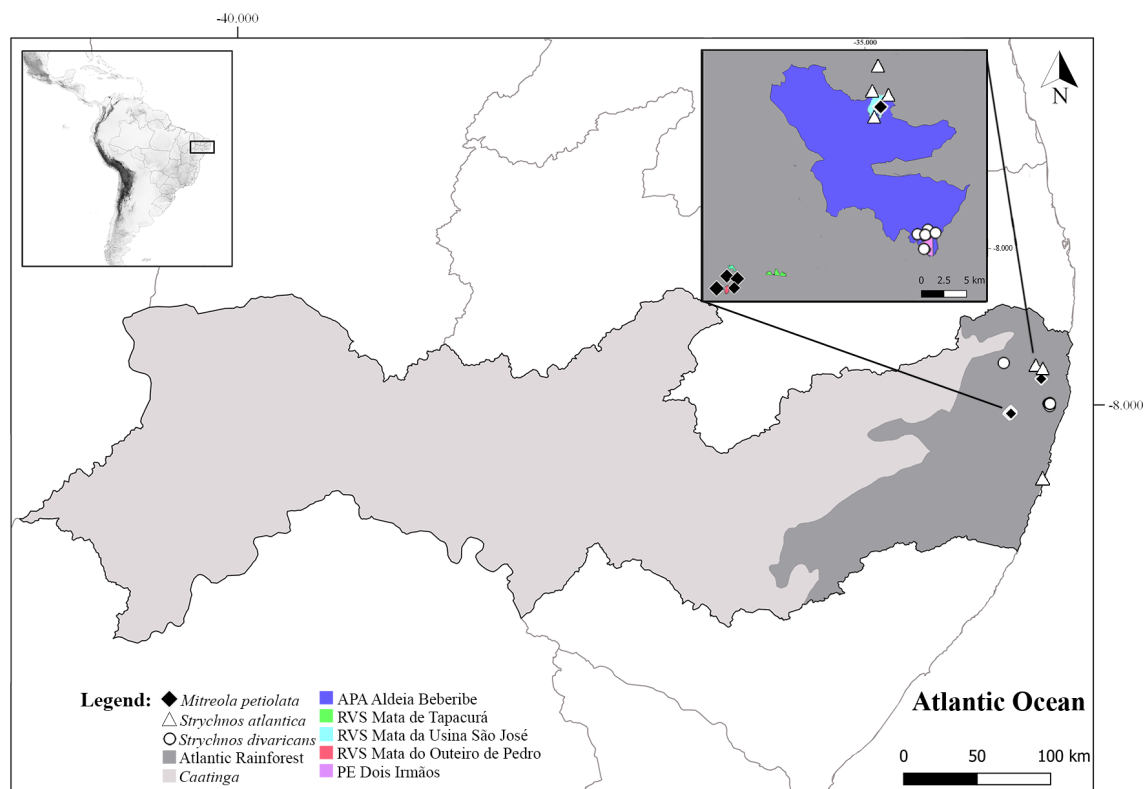 -40.000
-35.000
N
-8.000
0 2.5 5 km
-8.000
Legend:
Mitreola petiolata
Strychnos atlantica
Strychnos divaricans
Atlantic Rainforest
Caatinga
APA Aldeia Beberibe
RVS Mata de Tapacurá
RVS Mata da Usina São José
RVS Mata do Outeiro de Pedro
PE Dois Irmãos
Atlantic Ocean
0 50 100 km